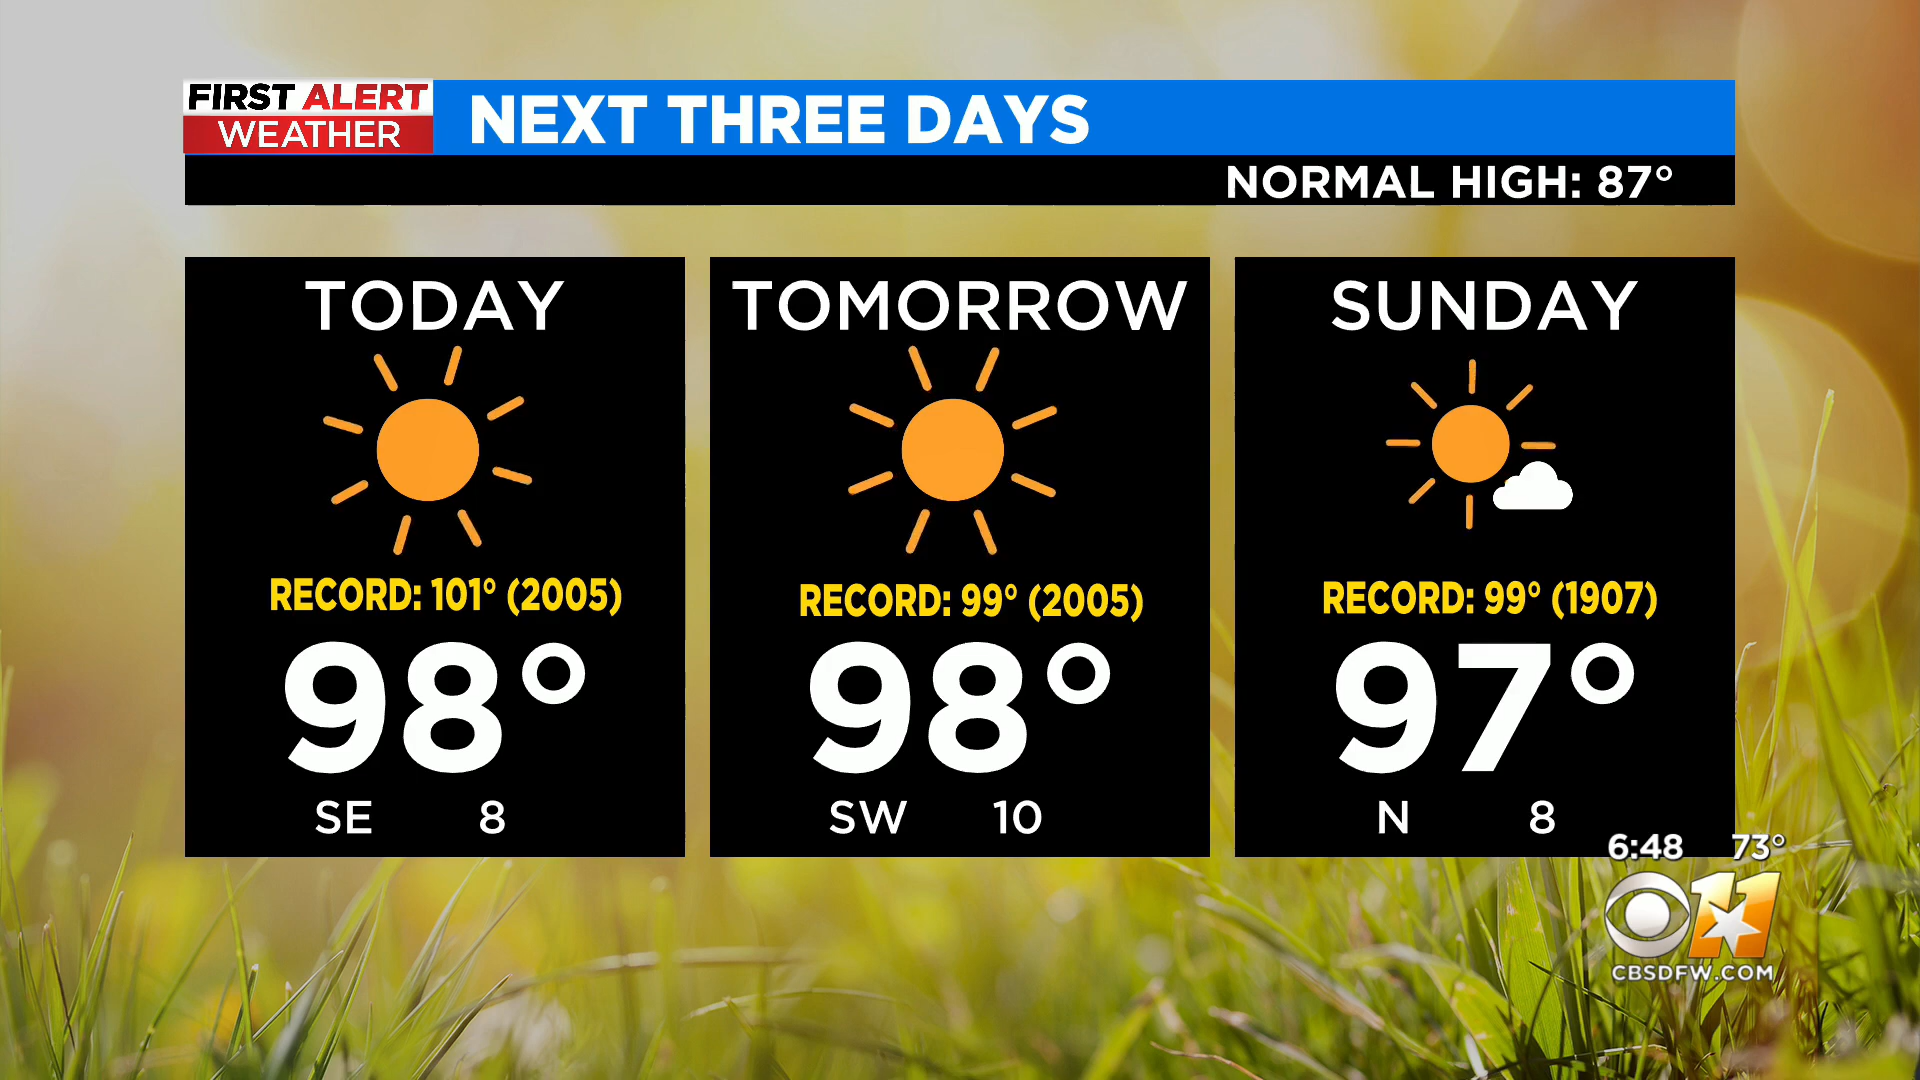 FIRST ALERT
WEATHER
NEXT THREE DAYS
NORMAL HIGH: 87°
TODAY
RECORD: 101° (2005)
98°
SE 8
TOMORROW
RECORD: 99° (2005)
98°
SW 10
SUNDAY
RECORD: 99° (1907)
97°
N 8
6:48 73°
11
CBSDFW.COM